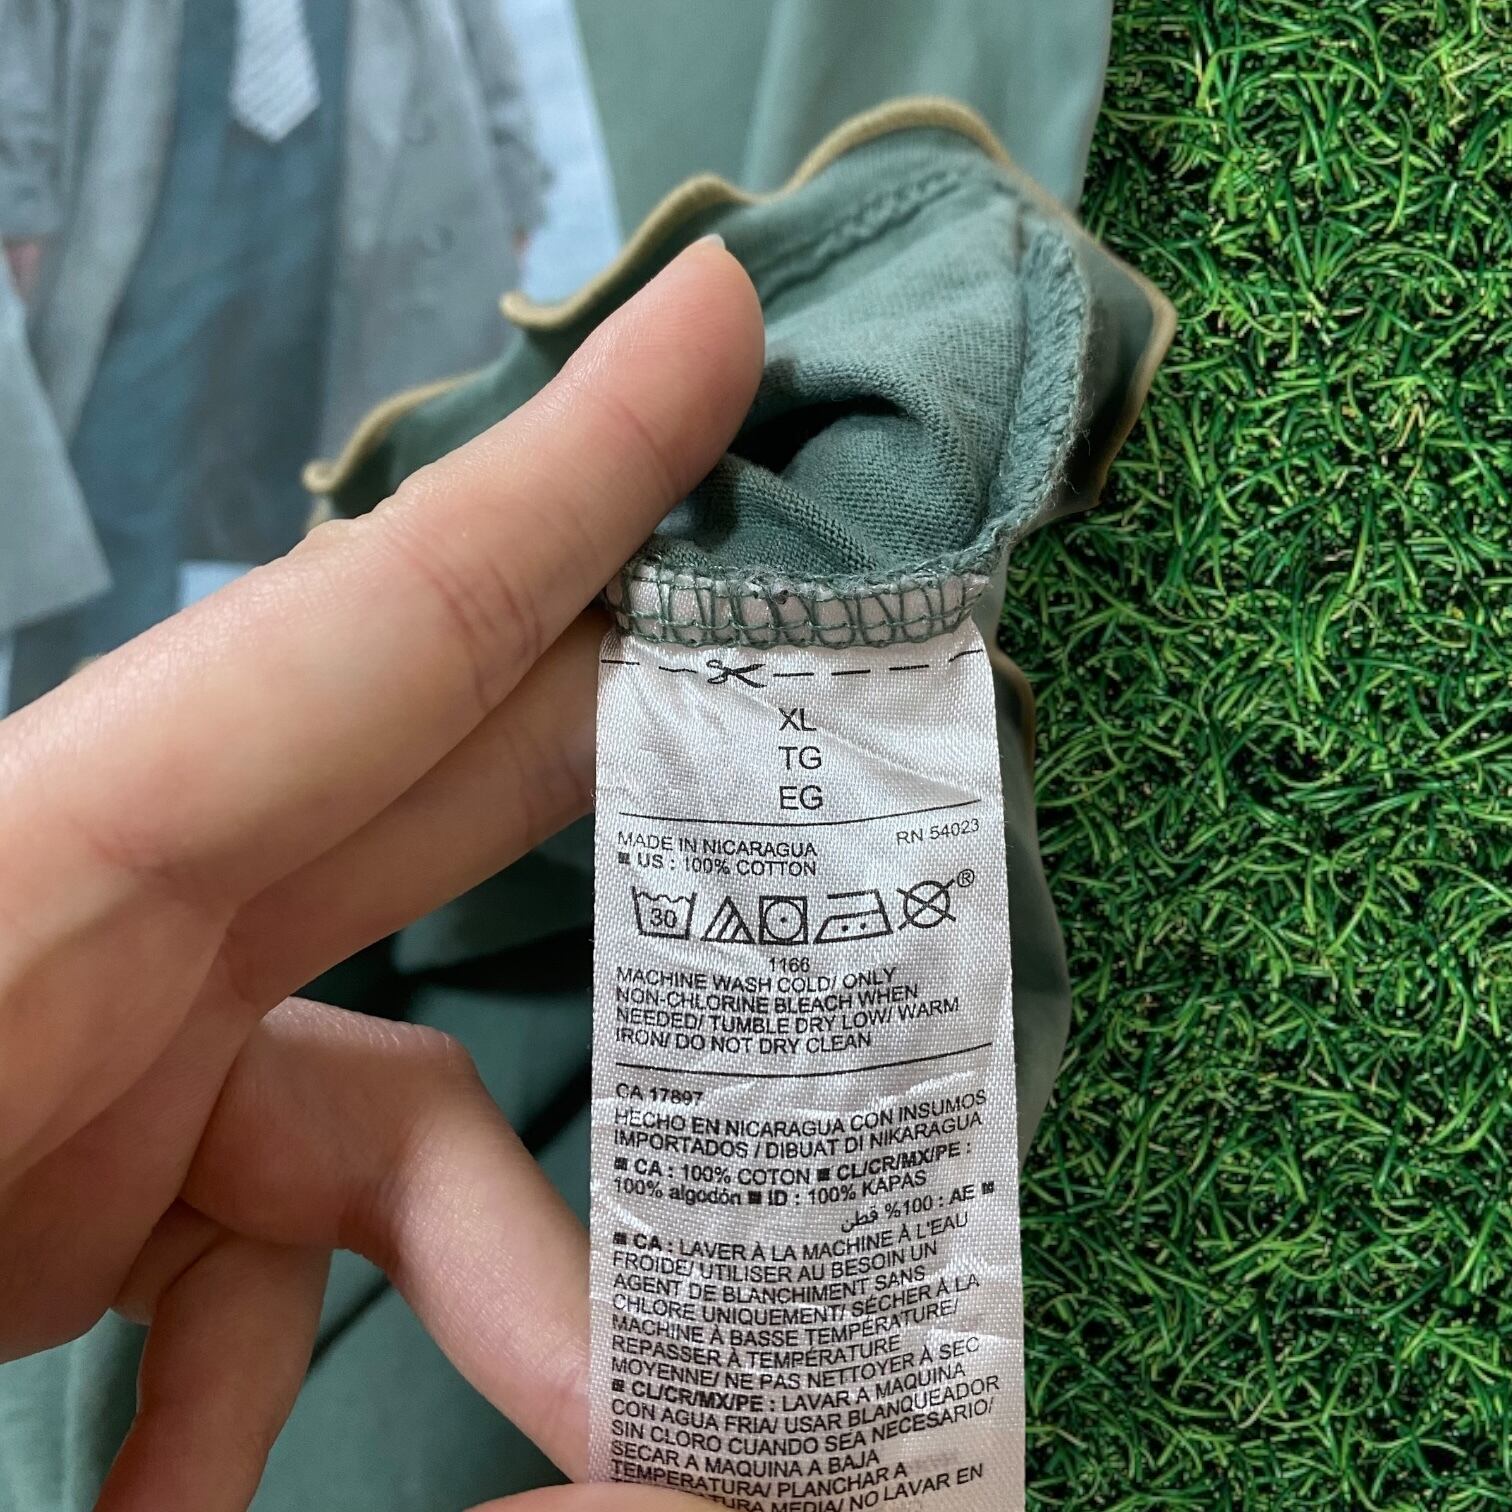 XL
TG
EG
MADE IN NICARAGUA RN 54023
US : 100% COTTON
30 ®
1166
MACHINE WASH COLD/ ONLY
NON-CHLORINE BLEACH WHEN
NEEDED/ TUMBLE DRY LOW/ WARM
IRON/ DO NOT DRY CLEAN
CA 17897
HECHO EN NICARAGUA CON INSUMOS
IMPORTADOS / DIBUAT DI NIKARAGUA
CA : 100% COTON CL/CR/MX/PE :
100% algodón ID : 100% KAPAS
AE : 100% قطن
CA : LAVER À LA MACHINE À L'EAU
FROIDE/ UTILISER AU BESOIN UN
AGENT DE BLANCHIMENT SANS
CHLORE UNIQUEMENT/ SÉCHER À LA
MACHINE À BASSE TEMPÉRATURE/
REPASSER À TEMPÉRATURE
MOYENNE/ NE PAS NETTOYER À SEC
CL/CR/MX/PE : LAVAR A MAQUINA
CON AGUA FRIA/ USAR BLANQUEADOR
SIN CLORO CUANDO SEA NECESARIO/
SECAR A MAQUINA A BAJA
TEMPERATURA/ PLANCHAR A
MEDIA/ NO LAVAR EN